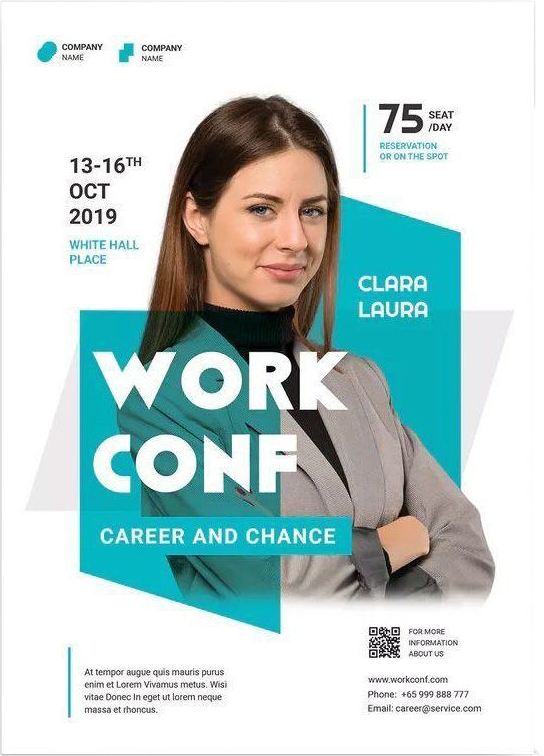 COMPANY
NAME
COMPANY
NAME
75 SEAT
/DAY
RESERVATION
OR ON THE SPOT
13-16TH
OCT
2019
WHITE HALL
PLACE
CLARA
LAURA
WORK
CONF
CAREER AND CHANCE
FOR MORE
INFORMATION
ABOUT US
At tempor augue quis mauris purus
enim et Lorem Vivamus metus. Wisi
vitae Donec In eget ut lorem neque
massa et rhoncus.
www.workconf.com
Phone: +65 999 888 777
Email: career@service.com